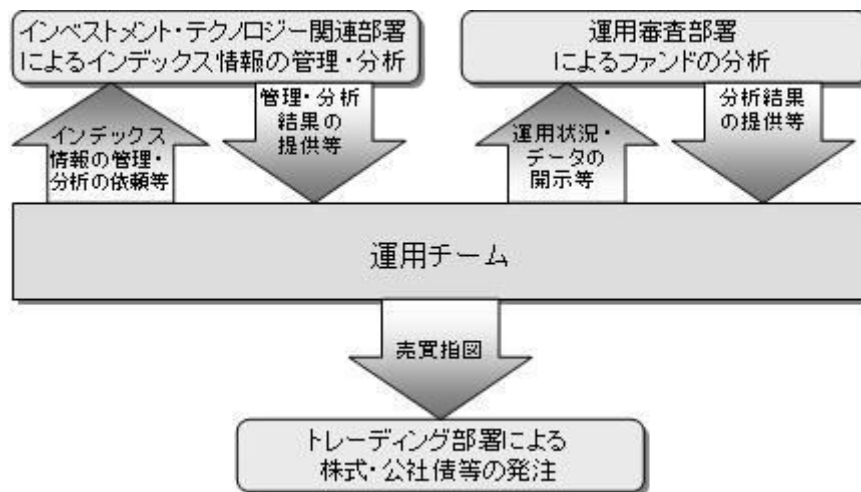 インベストメント・テクノロジー関連部署
によるインデックス情報の管理・分析
運用審査部署
によるファンドの分析
インデックス
情報の管理・
分析の依頼等
管理・分析
結果の
提供等
運用状況・
データの
開示等
分析結果
の提供等
運用チーム
売買指図
トレーディング部署による
株式・公社債等の発注